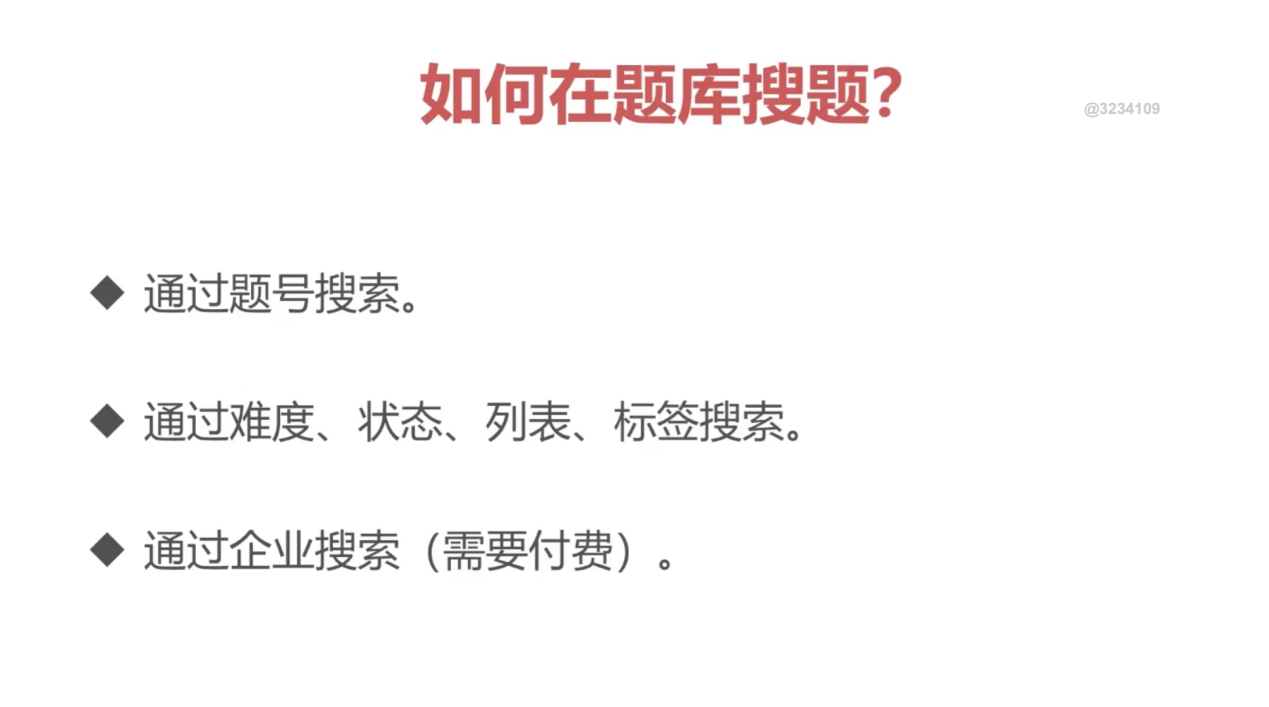 如何在题库搜题?
@3234109
◆ 通过题号搜索。
◆ 通过难度、状态、列表、标签搜索。
◆ 通过企业搜索（需要付费）。